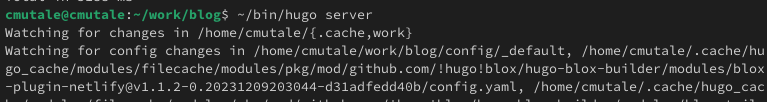 cmutale@cmutale:~/work/blog$ ~/bin/hugo server
Watching for changes in /home/cmutale/{.cache,work}
Watching for config changes in /home/cmutale/work/blog/config/_default, /home/cmutale/.cache/hu
go_cache/modules/filecache/modules/pkg/mod/github.com/!hugo!blox/hugo-blox-builder/modules/blox
-plugin-netlify@v1.1.2-0.20231209203044-d31adfedd40b/config.yaml, /home/cmutale/.cache/hugo_cac